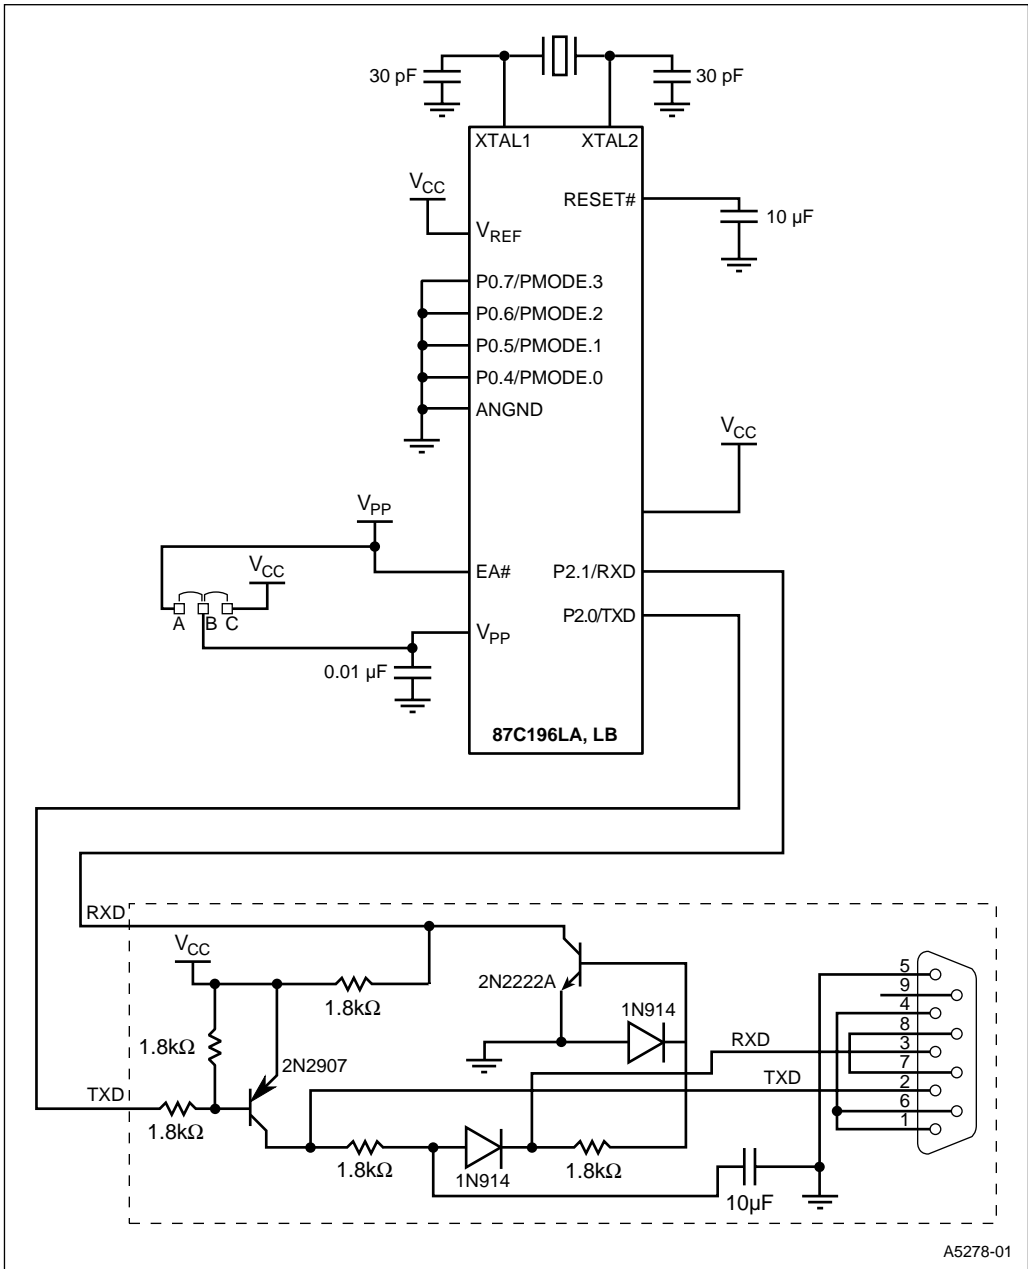 30 pF
30 pF
XTAL1 XTAL2
VCC
RESET#
10 µF
VREF
P0.7/PMODE.3
P0.6/PMODE.2
P0.5/PMODE.1
P0.4/PMODE.0
ANGND
VCC
VPP
VCC
EA#
P2.1/RXD
A B C
P2.0/TXD
VPP
0.01 µF
87C196LA, LB
RXD
VCC
2N2222A
1.8kΩ
1N914
1.8kΩ
RXD
2N2907
TXD
TXD
1.8kΩ
1.8kΩ
1N914
1.8kΩ
10µF
5
9
4
8
3
7
2
6
1
A5278-01